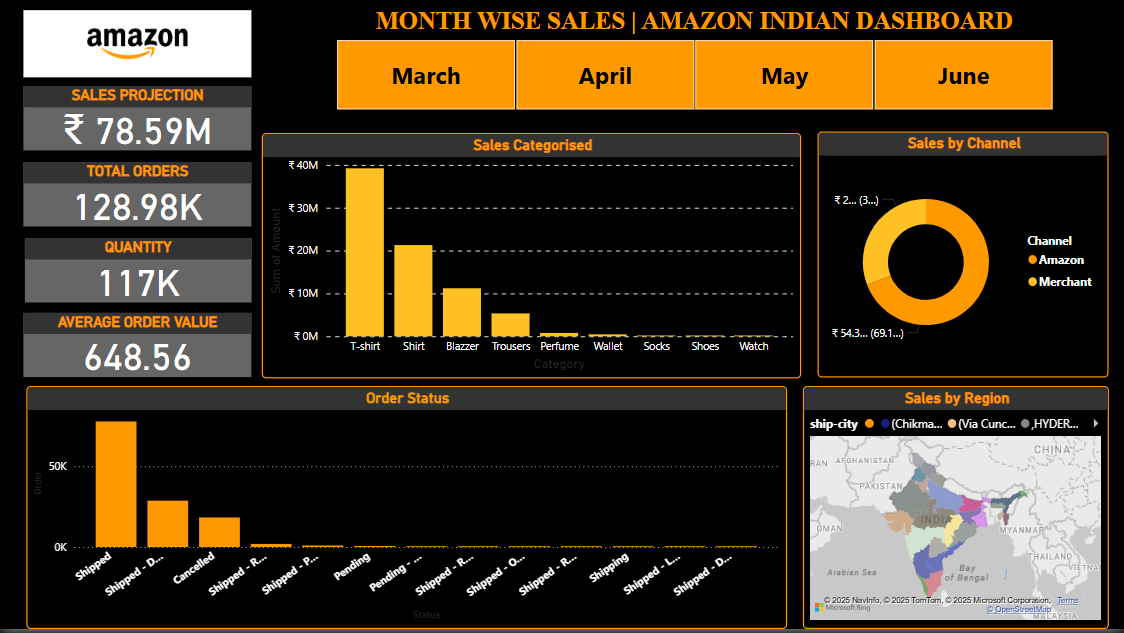 amazon
MONTH WISE SALES | AMAZON INDIAN DASHBOARD
March
April
May
June
SALES PROJECTION
₹ 78.59M
TOTAL ORDERS
128.98K
QUANTITY
117K
AVERAGE ORDER VALUE
648.56
Sales Categorised
Sum of Amount
₹ 40M
₹ 30M
₹ 20M
₹ 10M
₹ 0M
T-shirt
Shirt
Blazzer
Trousers
Perfume
Wallet
Socks
Shoes
Watch
Category
Sales by Channel
₹ 2... (3...)
₹ 54.3... (69.1...)
Channel
Amazon
Merchant
Order Status
Order
50K
0K
Shipped
Shipped - D...
Cancelled
Shipped - R...
Shipped - P...
Pending
Pending - ...
Shipped - R...
Shipped - O...
Shipped - R...
Shipping
Shipped - L...
Shipped - D...
Status
Sales by Region
ship-city
(Chikma...
(Via Cunc...
,HYDER...
CHINA
RAN
AFGHANISTAN
PAKISTAN
OMAN
INDIA
MYANMAR
THAILAND
VIETNA
Arabian Sea
Bay
of Bengal
MALAYSIA
© 2025 NavInfo, © 2025 TomTom, © 2025 Microsoft Corporation, Terms
© OpenStreetMap
Microsoft Bing